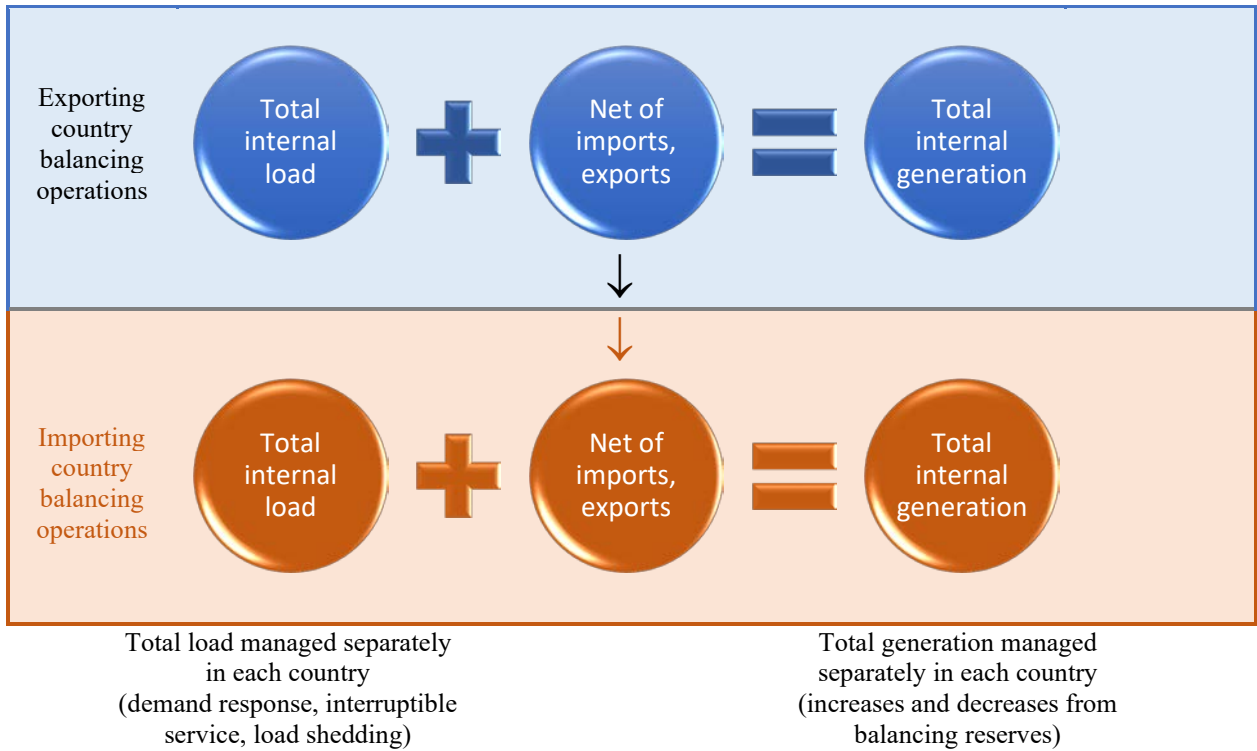 Exporting
country
balancing
operations
Total
internal
load
Net of
imports,
exports
Total
internal
generation
Importing
country
balancing
operations
Total
internal
load
Net of
imports,
exports
Total
internal
generation
Total load managed separately
in each country
(demand response, interruptible
service, load shedding)
Total generation managed
separately in each country
(increases and decreases from
balancing reserves)